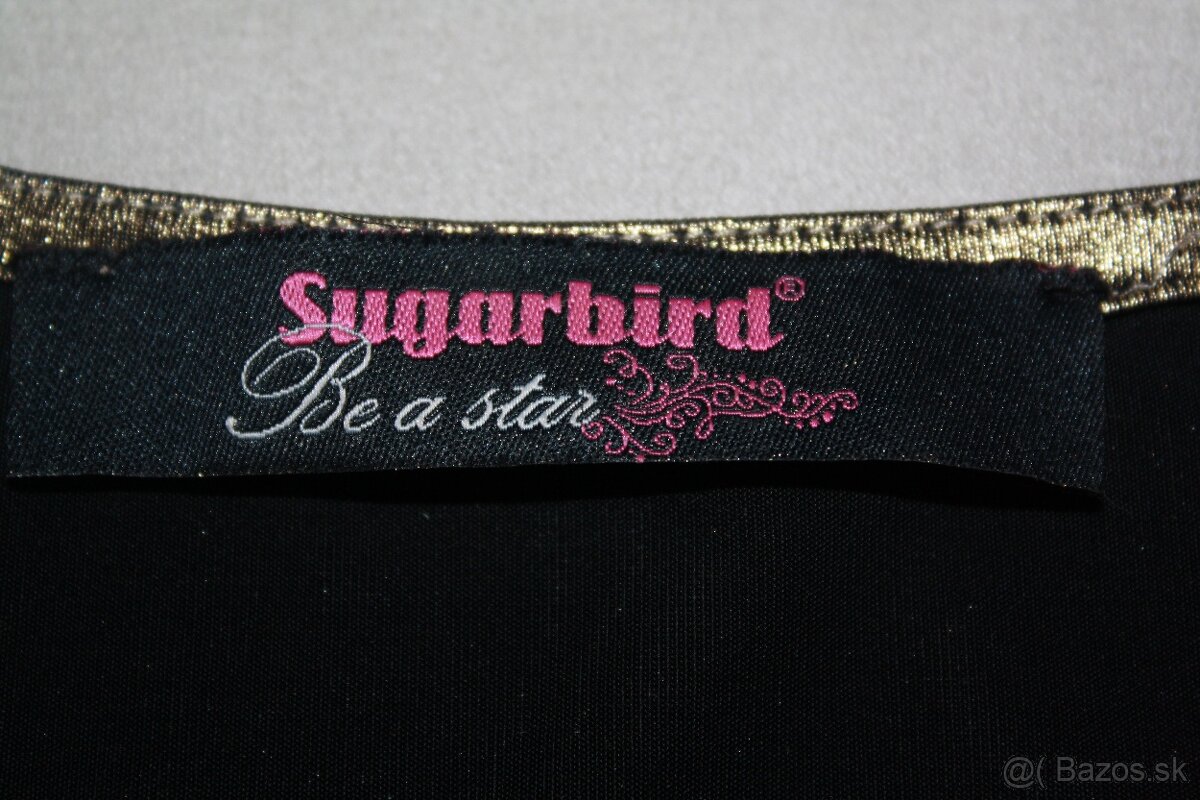 Sugarbird®
Be a star
@( Bazos.sk